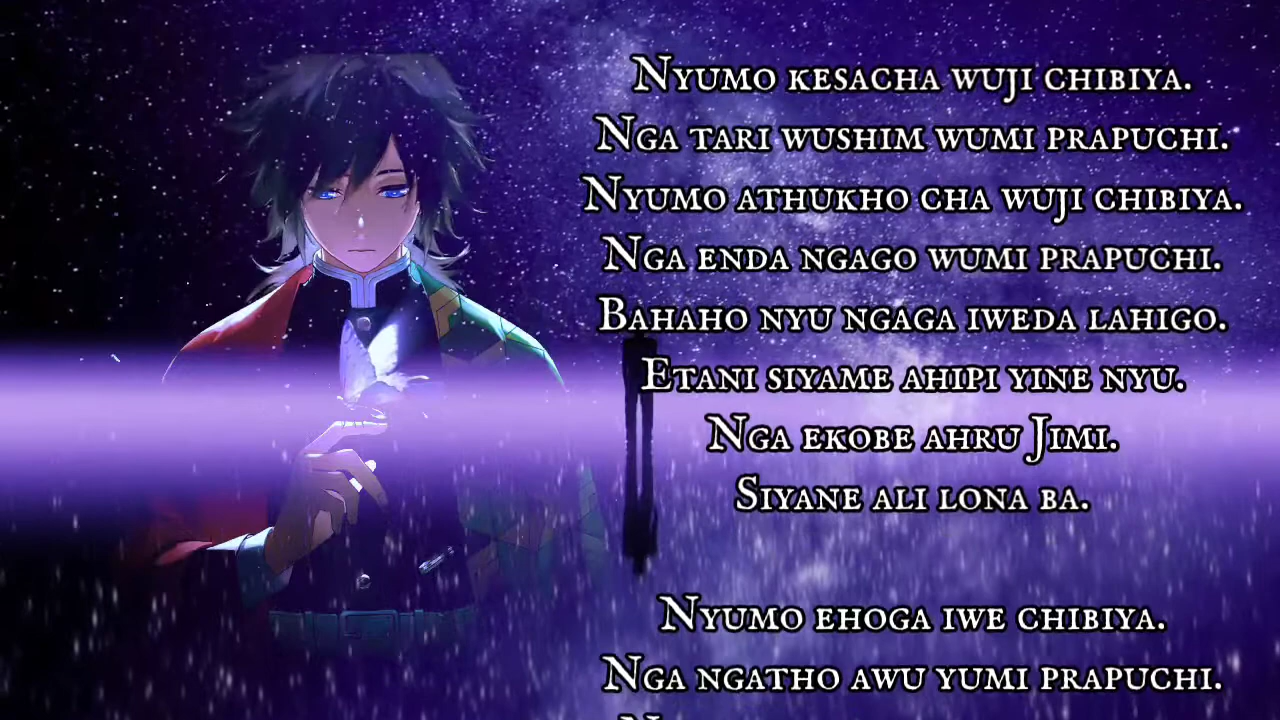 Nyumo kesacha wuji chibiya.
Nga tari wushim wumi prapuchi.
Nyumo athukho cha wuji chibiya.
Nga enda ngago wumi prapuchi.
Bahaho nyu ngaga iweda lahigo.
Etani siyame ahipi yine nyu.
Nga ekobe ahru Jimi.
Siyane ali lona ba.
Nyumo ehoga iwe chibiya.
Nga ngatho awu yumi prapuchi.